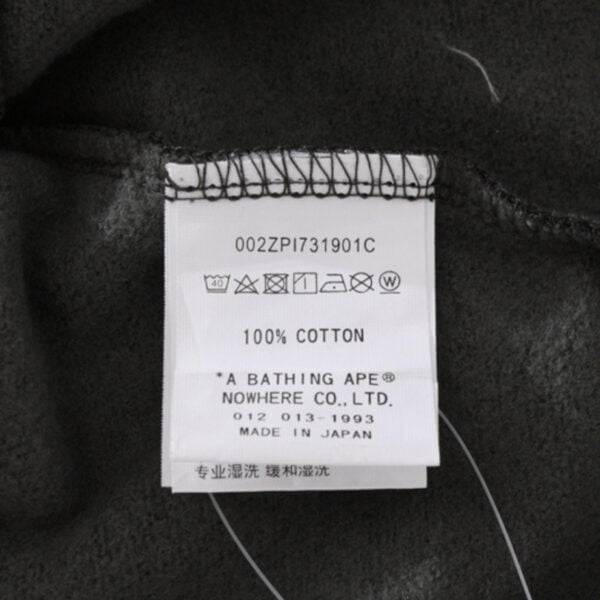 002ZPI731901C
40 W
100% COTTON
*A BATHING APE®
NOWHERE CO.,LTD.
012 013-1993
MADE IN JAPAN
专业湿洗 缓和湿洗